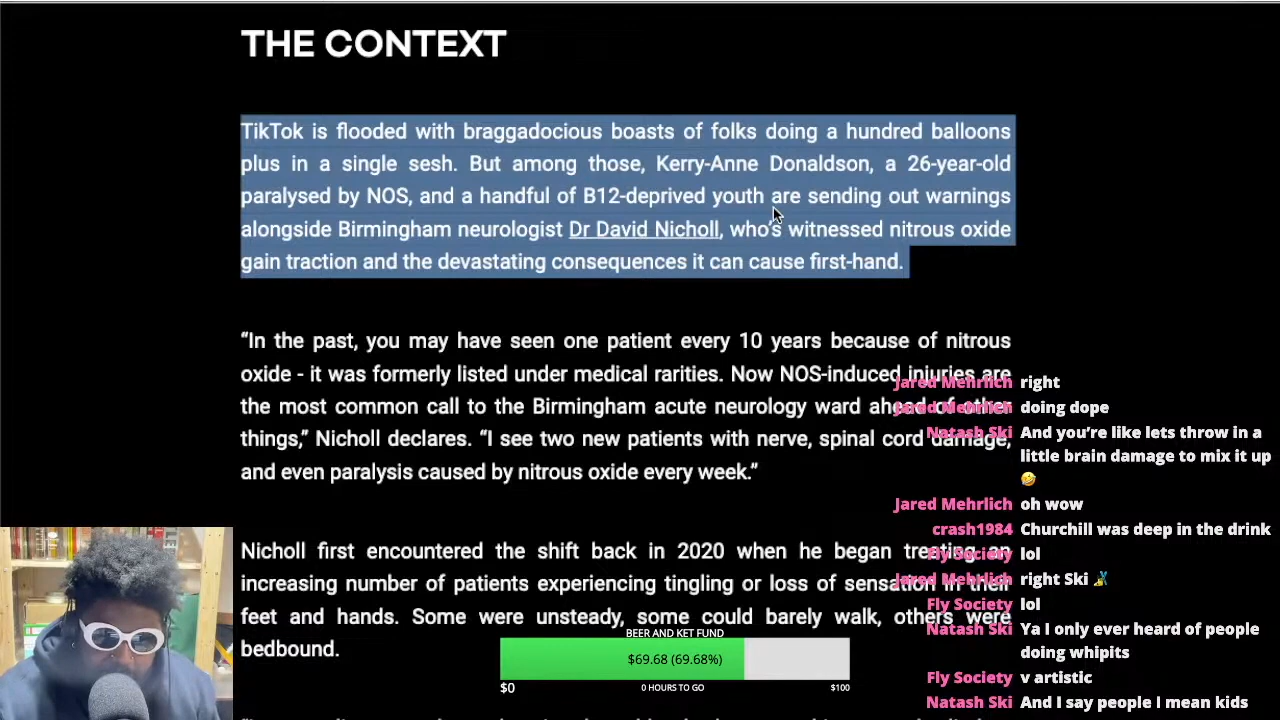 THE CONTEXT
TikTok is flooded with braggadocious boasts of folks doing a hundred balloons
plus in a single sesh. But among those, Kerry-Anne Donaldson, a 26-year-old
paralysed by NOS, and a handful of B12-deprived youth are sending out warnings
alongside Birmingham neurologist Dr David Nicholl, who's witnessed nitrous oxide
gain traction and the devastating consequences it can cause first-hand.
“In the past, you may have seen one patient every 10 years because of nitrous
oxide - it was formerly listed under medical rarities. Now NOS-induced injuries are
the most common call to the Birmingham acute neurology ward ahead of other
things,” Nicholl declares. “I see two new patients with nerve, spinal cord damage,
and even paralysis caused by nitrous oxide every week.”
Nicholl first encountered the shift back in 2020 when he began treating an
increasing number of patients experiencing tingling or loss of sensation in their
feet and hands. Some were unsteady, some could barely walk, others were
bedbound.
Jared Mehrlich right
Jared Mehrlich doing dope
Natash Ski And you’re like lets throw in a
little brain damage to mix it up
🤣
Jared Mehrlich oh wow
crash1984 Churchill was deep in the drink
Fly Society lol
Jared Mehrlich right Ski
Fly Society lol
Natash Ski Ya I only ever heard of people
doing whipits
Fly Society v artistic
Natash Ski And I say people I mean kids
BEER AND KET FUND
$69.68 (69.68%)
$0 0 HOURS TO GO $100